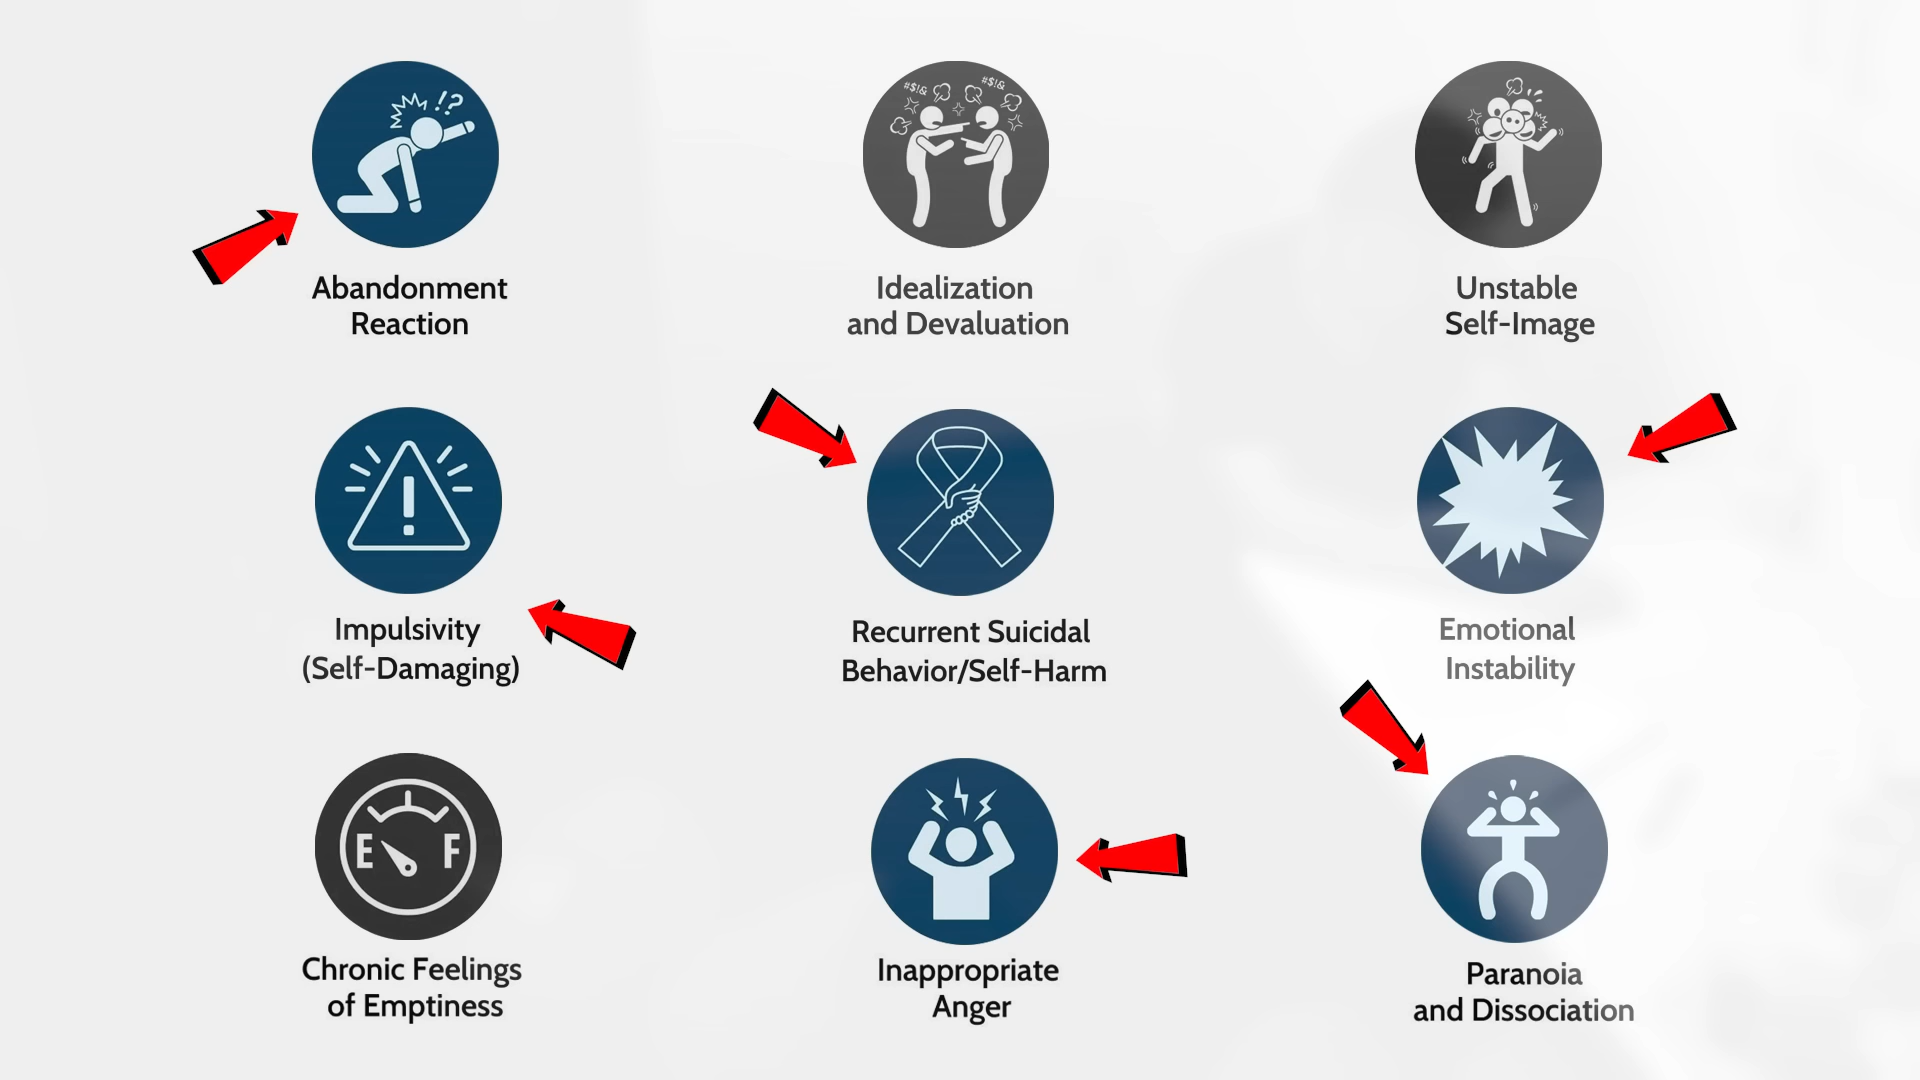 !?
#$!& #$!&
Abandonment
Reaction
Idealization
and Devaluation
Unstable
Self-Image
!
Impulsivity
(Self-Damaging)
Recurrent Suicidal
Behavior/Self-Harm
Emotional
Instability
E F
Chronic Feelings
of Emptiness
Inappropriate
Anger
Paranoia
and Dissociation